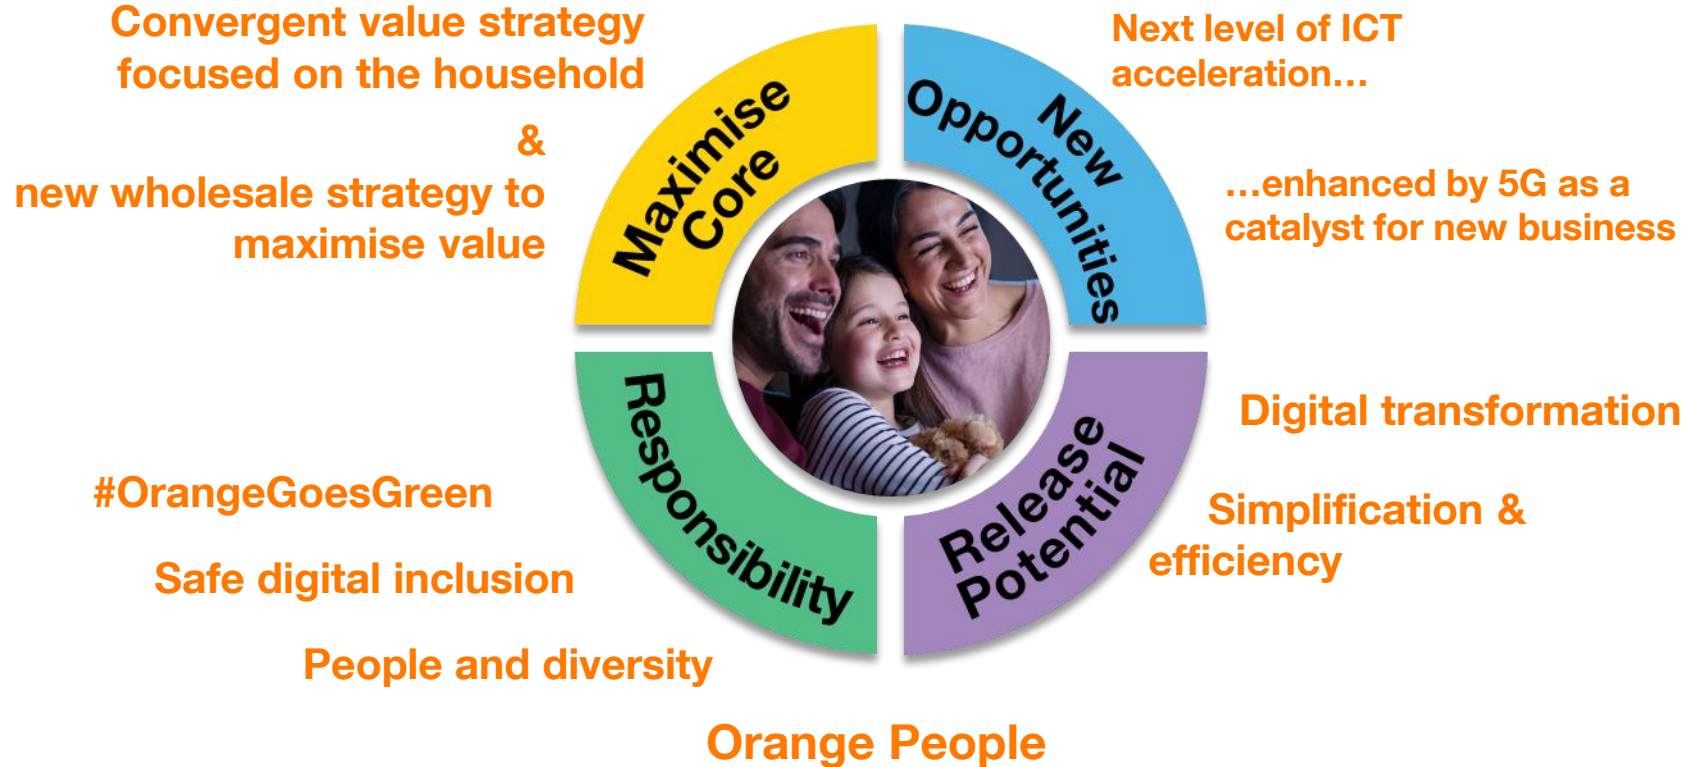 Convergent value strategy
focused on the household
&
new wholesale strategy to
maximise value
Maximise
Core
New
Opportunities
Next level of ICT
acceleration...
...enhanced by 5G as a
catalyst for new business
Responsibility
#OrangeGoesGreen
Safe digital inclusion
People and diversity
Release
Potential
Digital transformation
Simplification &
efficiency
Orange People